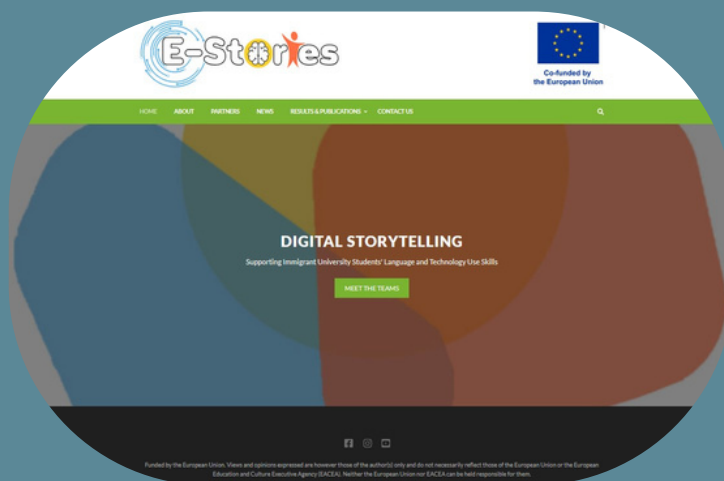 E-Stories
Co-funded by
the European Union
HOME ABOUT PARTNERS NEWS RESULTS & PUBLICATIONS CONTACT US
DIGITAL STORYTELLING
Supporting Immigrant University Students' Language and Technology Use Skills
MEET THE TEAMS
Funded by the European Union. Views and opinions expressed are however those of the author(s) only and do not necessarily reflect those of the European Union or the European
Education and Culture Executive Agency (EACEA). Neither the European Union nor EACEA can be held responsible for them.